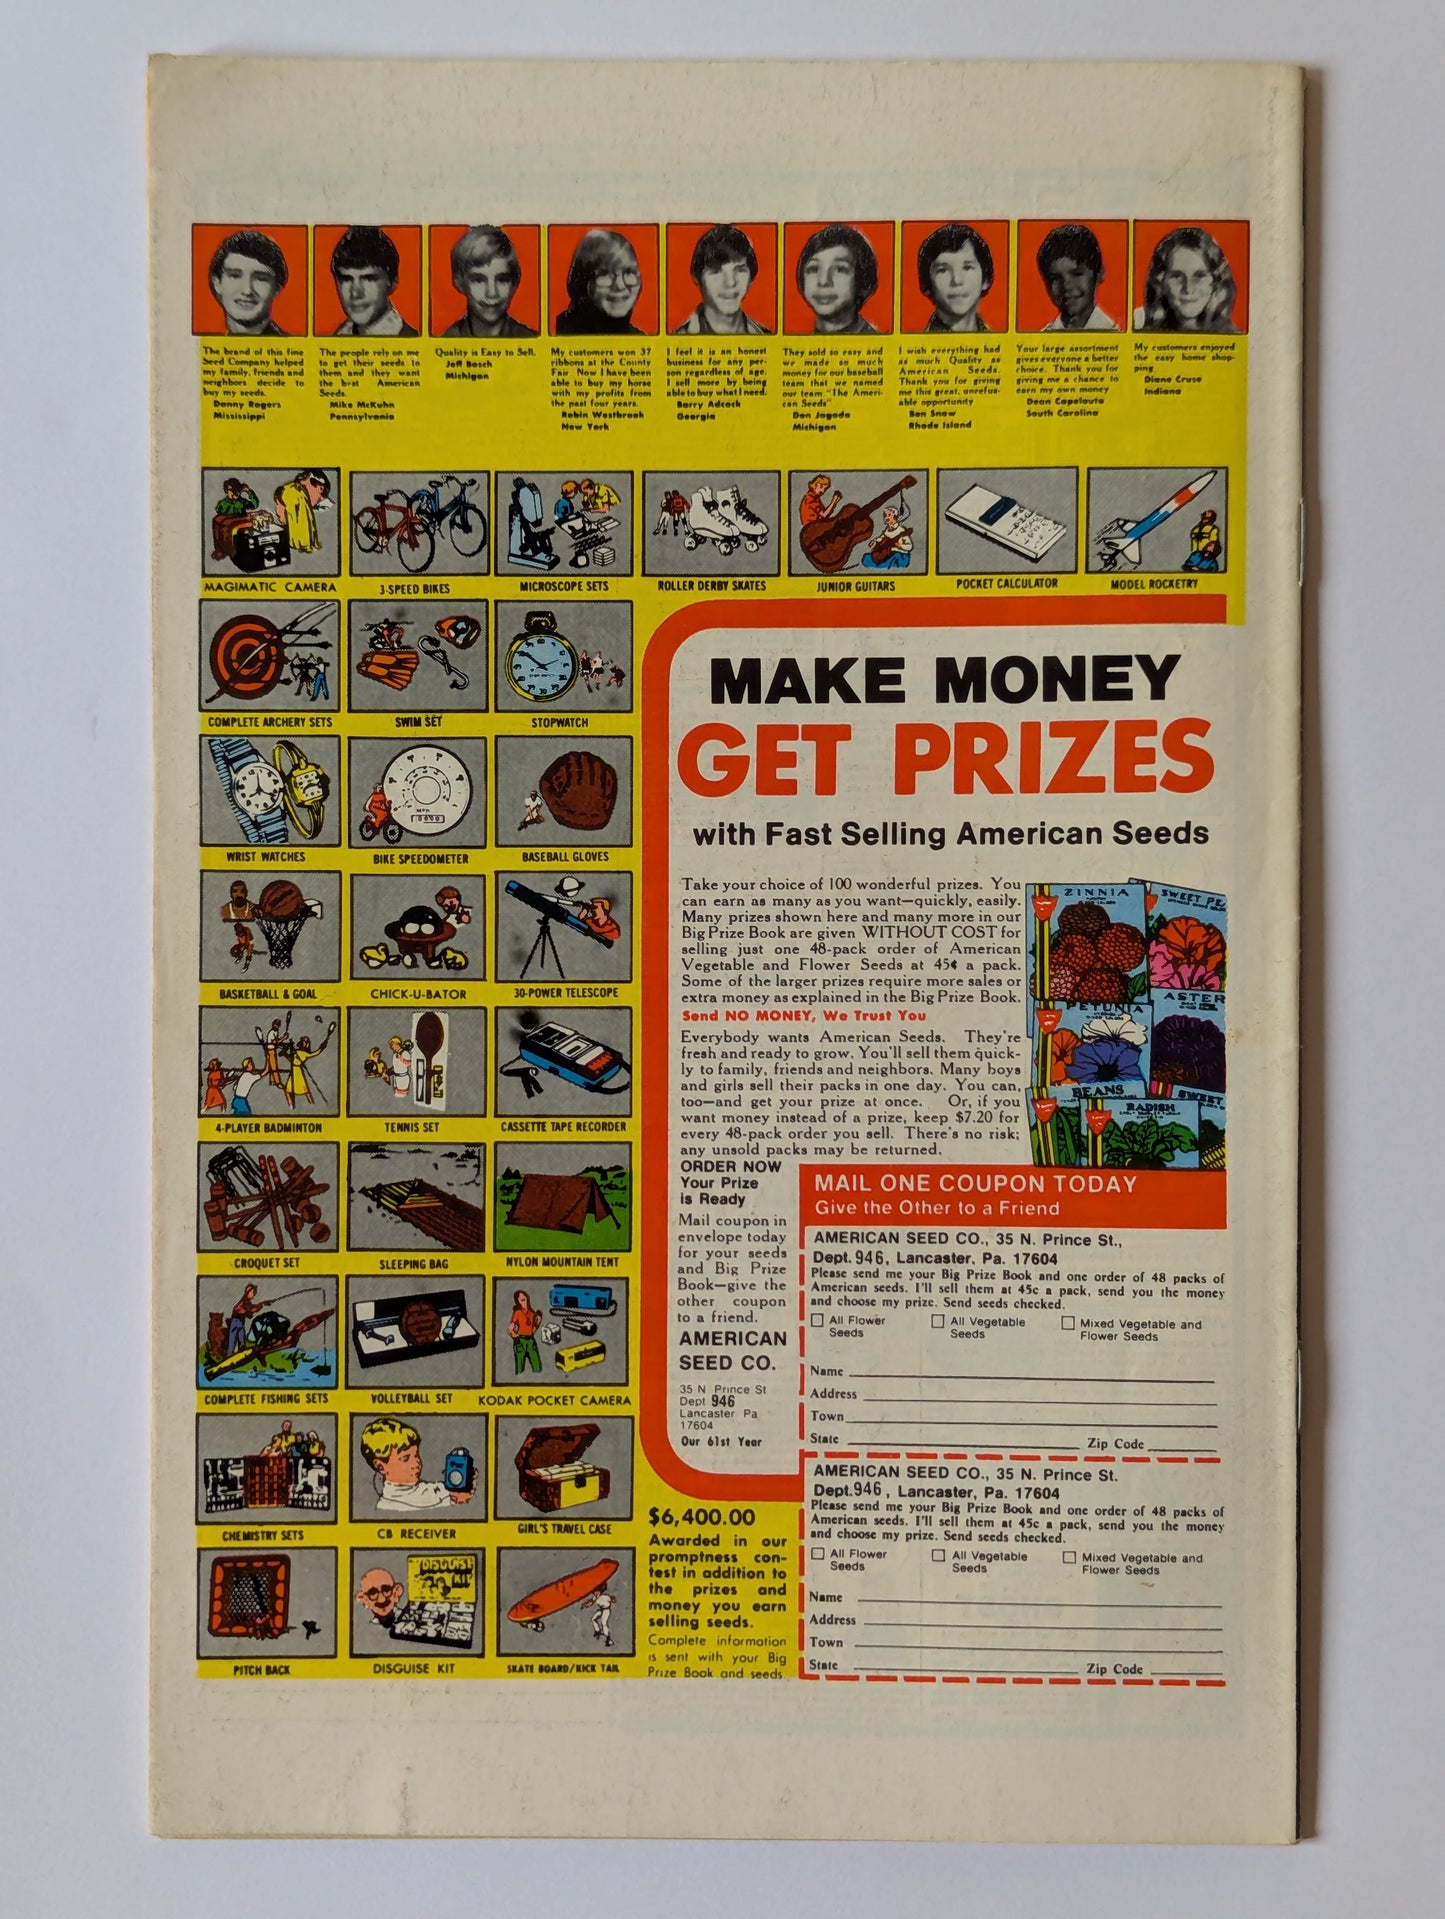 The brand of this fine
Seed Company helped
my family, friends and
neighbors decide to
buy my seeds.
Danny Rogers
Mississippi
The people rely on me
to get their seeds to
them and they want
the best American
Seeds.
Mike McKuhn
Pennsylvania
Quality is Easy to Sell.
Jeff Basch
Michigan
My customers won 37
ribbons at the County
Fair Now I have been
able to buy my horse
with my profits from
the past four years.
Robin Westbrook
New York
I feel it is an honest
business for any per-
son regardless of age.
I sell more by being
able to buy what I need.
Barry Adcock
Georgia
They sold so easy and
we made so much
money for our baseball
team that we named
our team "The Ameri-
can Seeds"
Don Jagoda
Michigan
I wish everything had
as much Quality as
American Seeds.
Thank you for giving
me this great, unrefus-
able opportunity
Ben Snow
Rhode Island
Your large assortment
gives everyone a better
choice. Thank you for
giving me a chance to
earn my own money
Dean Capelouto
South Carolina
My customers enjoyed
the easy home shop-
ping
Diane Cruse
Indiana
MAGIMATIC CAMERA
3-SPEED BIKES
MICROSCOPE SETS
ROLLER DERBY SKATES
JUNIOR GUITARS
POCKET CALCULATOR
MODEL ROCKETRY
COMPLETE ARCHERY SETS
SWIM SET
STOPWATCH
WRIST WATCHES
BIKE SPEEDOMETER
BASEBALL GLOVES
BASKETBALL & GOAL
CHICK-U-BATOR
30-POWER TELESCOPE
4-PLAYER BADMINTON
TENNIS SET
CASSETTE TAPE RECORDER
CROQUET SET
SLEEPING BAG
NYLON MOUNTAIN TENT
COMPLETE FISHING SETS
VOLLEYBALL SET
KODAK POCKET CAMERA
CHEMISTRY SETS
CB RECEIVER
GIRL'S TRAVEL CASE
PITCH BACK
DISGUISE KIT
DISGUISE KIT
SKATE BOARD/KICK TAIL
MAKE MONEY
GET PRIZES
with Fast Selling American Seeds
Take your choice of 100 wonderful prizes. You
can earn as many as you want—quickly, easily.
Many prizes shown here and many more in our
Big Prize Book are given WITHOUT COST for
selling just one 48-pack order of American
Vegetable and Flower Seeds at 45¢ a pack.
Some of the larger prizes require more sales or
extra money as explained in the Big Prize Book.
Send NO MONEY, We Trust You
Everybody wants American Seeds. They're
fresh and ready to grow. You'll sell them quick-
ly to family, friends and neighbors. Many boys
and girls sell their packs in one day. You can,
too—and get your prize at once. Or, if you
want money instead of a prize, keep $7.20 for
every 48-pack order you sell. There's no risk;
any unsold packs may be returned.
ZINNIA
SWEET PE
PETUNIA
ASTER
BEANS
RADISH
SWEET
ORDER NOW
Your Prize
is Ready
Mail coupon in
envelope today
for your seeds
and Big Prize
Book—give the
other coupon
to a friend.
AMERICAN
SEED CO.
35 N Prince St
Dept 946
Lancaster Pa
17604
Our 61st Year
$6,400.00
Awarded in our
promptness con-
test in addition to
the prizes and
money you earn
selling seeds.
Complete information
is sent with your Big
Prize Book and seeds
MAIL ONE COUPON TODAY
Give the Other to a Friend
AMERICAN SEED CO., 35 N. Prince St.,
Dept. 946, Lancaster, Pa. 17604
Please send me your Big Prize Book and one order of 48 packs of
American seeds. I'll sell them at 45c a pack, send you the money
and choose my prize. Send seeds checked.
All Flower Seeds
All Vegetable Seeds
Mixed Vegetable and Flower Seeds
Name
Address
Town
State Zip Code
AMERICAN SEED CO., 35 N. Prince St.
Dept. 946, Lancaster, Pa. 17604
Please send me your Big Prize Book and one order of 48 packs of
American seeds. I'll sell them at 45c a pack, send you the money
and choose my prize. Send seeds checked.
All Flower Seeds
All Vegetable Seeds
Mixed Vegetable and Flower Seeds
Name
Address
Town
State Zip Code